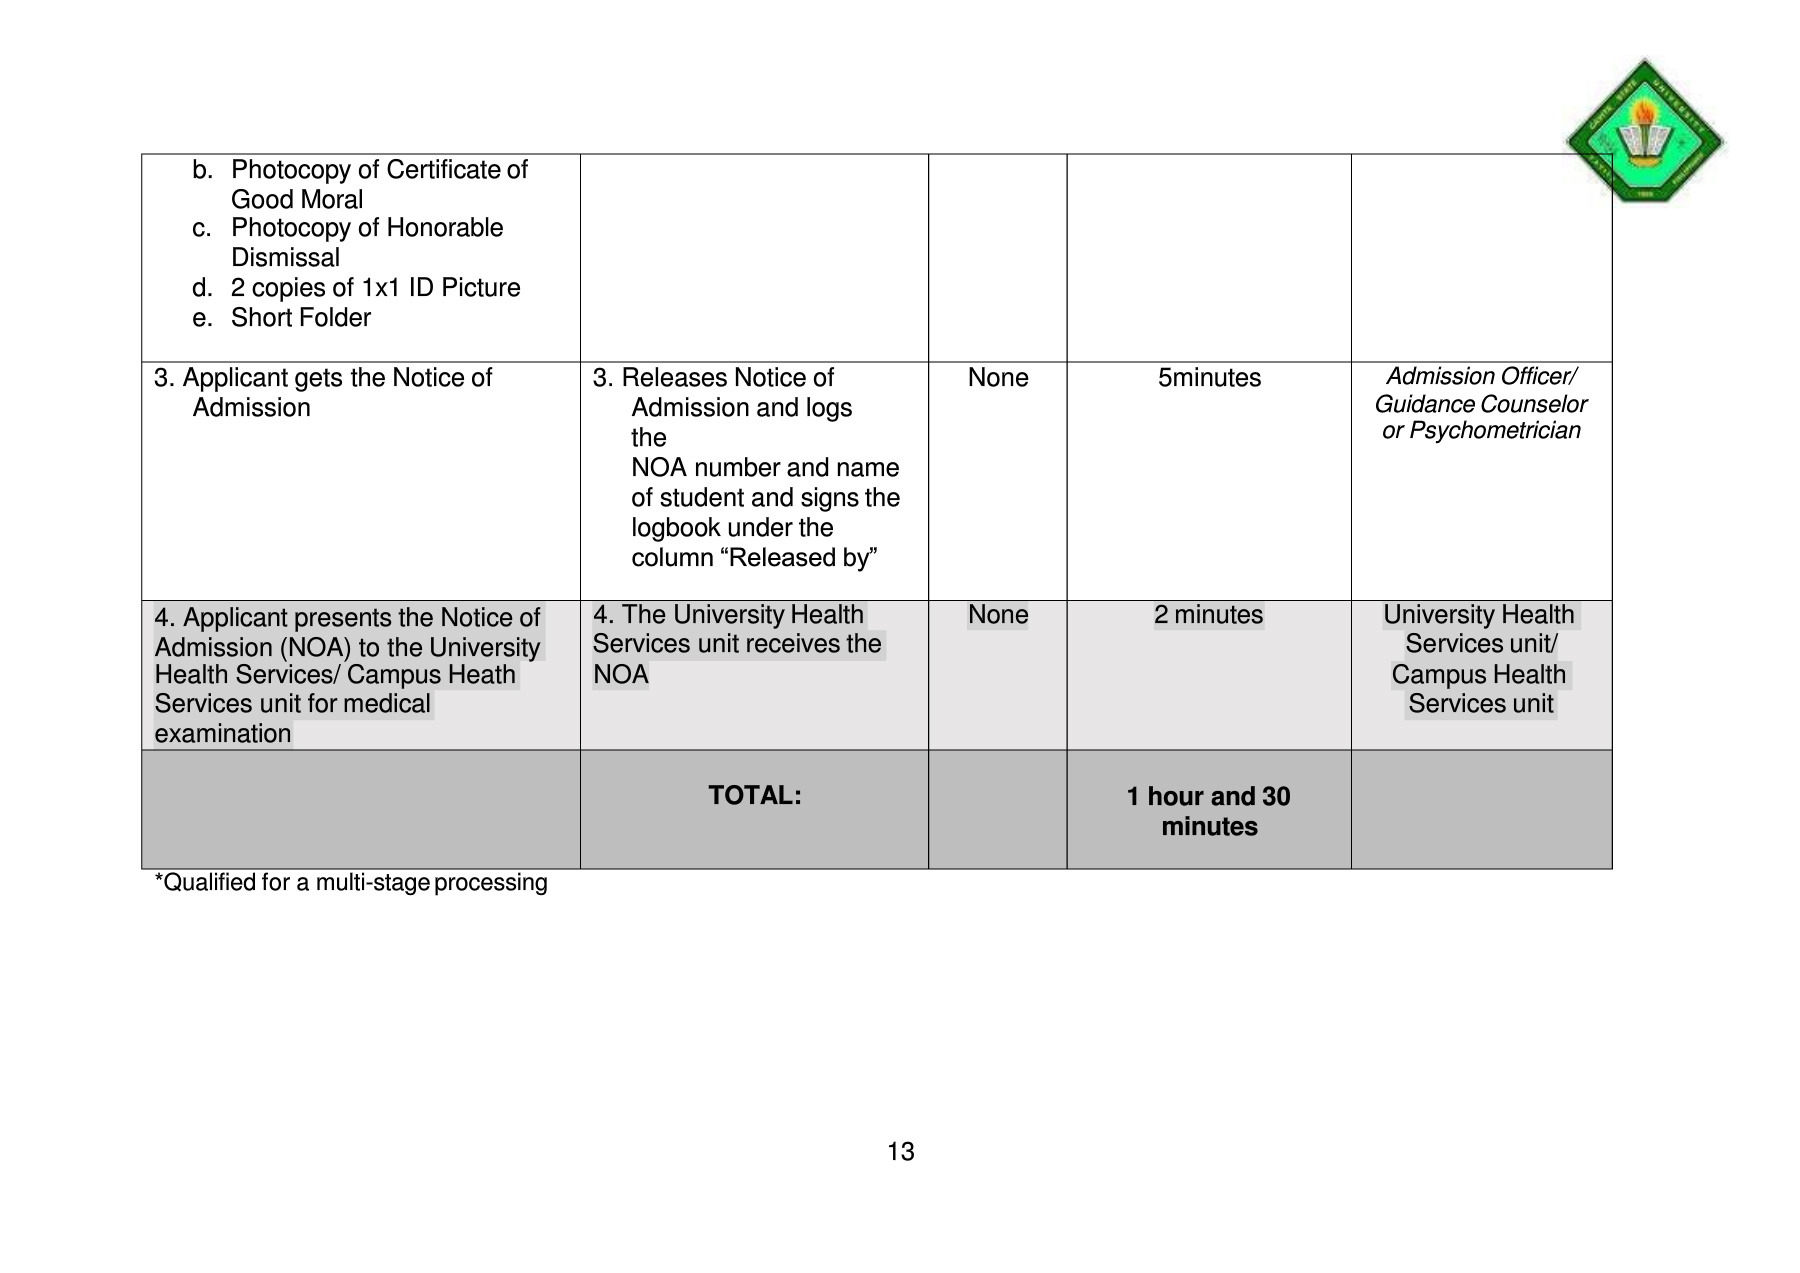 CAVITE STATE UNIVERSITY
1906
b. Photocopy of Certificate of
Good Moral
c. Photocopy of Honorable
Dismissal
d. 2 copies of 1x1 ID Picture
e. Short Folder
3. Applicant gets the Notice of
Admission
3. Releases Notice of
Admission and logs
the
NOA number and name
of student and signs the
logbook under the
column “Released by”
None
5minutes
Admission Officer/
Guidance Counselor
or Psychometrician
4. Applicant presents the Notice of
Admission (NOA) to the University
Health Services/ Campus Heath
Services unit for medical
examination
4. The University Health
Services unit receives the
NOA
None
2 minutes
University Health
Services unit/
Campus Health
Services unit
TOTAL:
1 hour and 30
minutes
*Qualified for a multi-stage processing
13